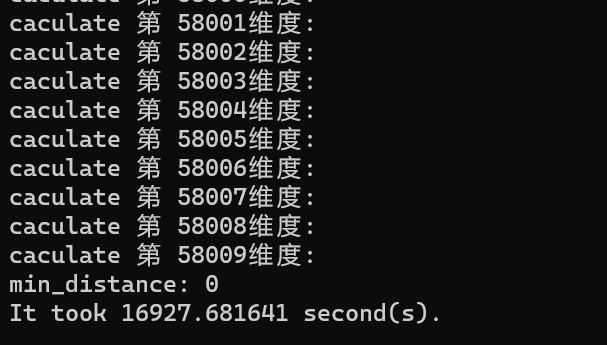 caculate 第 58001维度:
caculate 第 58002维度:
caculate 第 58003维度:
caculate 第 58004维度:
caculate 第 58005维度:
caculate 第 58006维度:
caculate 第 58007维度:
caculate 第 58008维度:
caculate 第 58009维度:
min_distance: 0
It took 16927.681641 second(s).